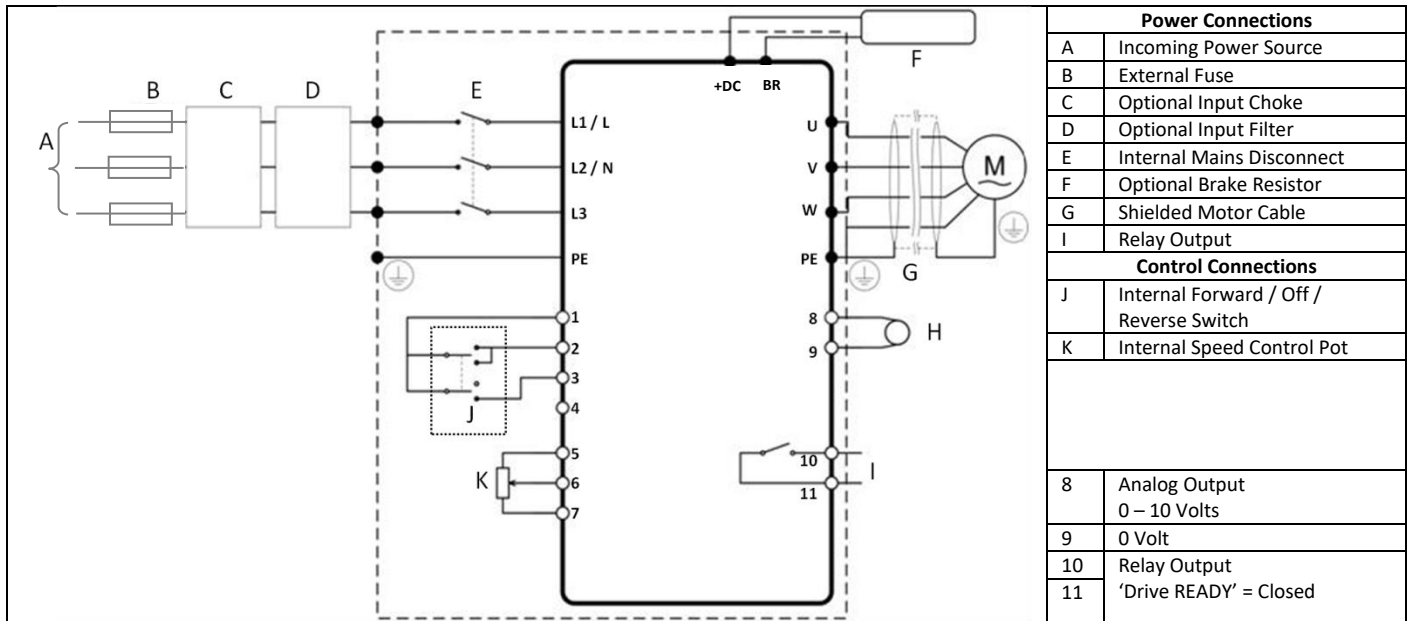 F
+DC BR
A
B C D E
L1 / L
L2 / N
L3
PE
U
V
W
PE
M
G
1
2
3
4
5
6
7
J
K
8
9
H
10
11
I
Power Connections
A Incoming Power Source
B External Fuse
C Optional Input Choke
D Optional Input Filter
E Internal Mains Disconnect
F Optional Brake Resistor
G Shielded Motor Cable
I Relay Output
Control Connections
J Internal Forward / Off /
Reverse Switch
K Internal Speed Control Pot
8 Analog Output
0 – 10 Volts
9 0 Volt
10 Relay Output
11 ‘Drive READY’ = Closed